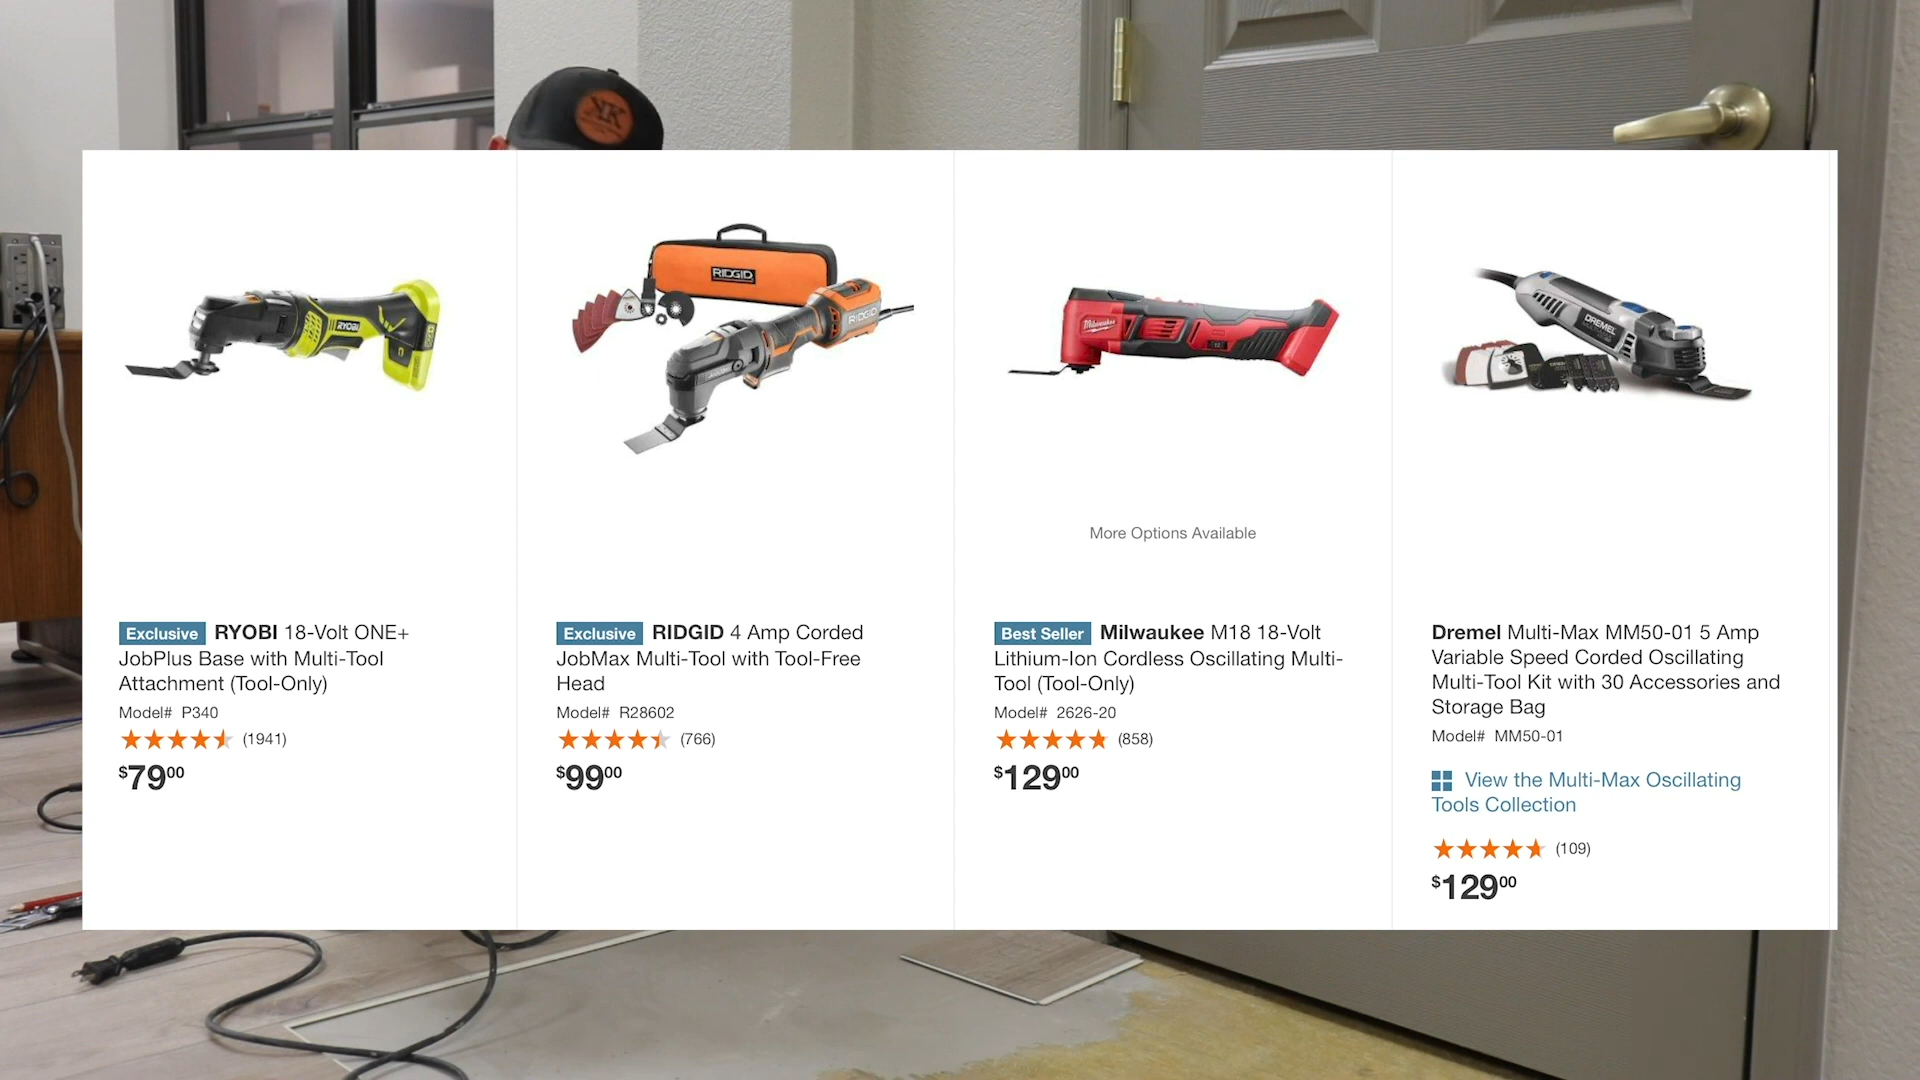 XK
RYOBI
RIDGID
RIDGID
Milwaukee
DREMEL
More Options Available
Exclusive RYOBI 18-Volt ONE+
JobPlus Base with Multi-Tool
Attachment (Tool-Only)
Model# P340
(1941)
$7900
Exclusive RIDGID 4 Amp Corded
JobMax Multi-Tool with Tool-Free
Head
Model# R28602
(766)
$9900
Best Seller Milwaukee M18 18-Volt
Lithium-Ion Cordless Oscillating Multi-
Tool (Tool-Only)
Model# 2626-20
(858)
$12900
Dremel Multi-Max MM50-01 5 Amp
Variable Speed Corded Oscillating
Multi-Tool Kit with 30 Accessories and
Storage Bag
Model# MM50-01
View the Multi-Max Oscillating
Tools Collection
(109)
$12900